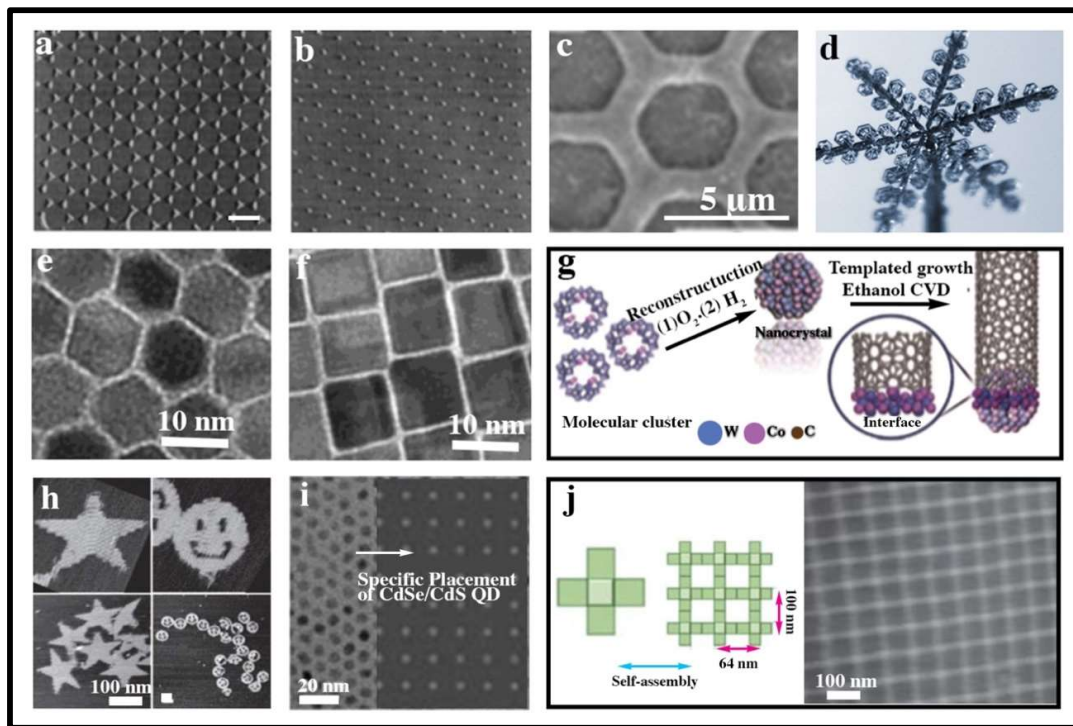 a
b
c
5 µm
d
e
10 nm
f
10 nm
g
Reconstructuction
(1)O2.(2) H2
Nanocrystal
Templated growth
Ethanol CVD
Interface
Molecular cluster
W Co C
h
100 nm
i
Specific Placement
of CdSe/CdS QD
20 nm
j
100 nm
64 nm
Self-assembly
100 nm